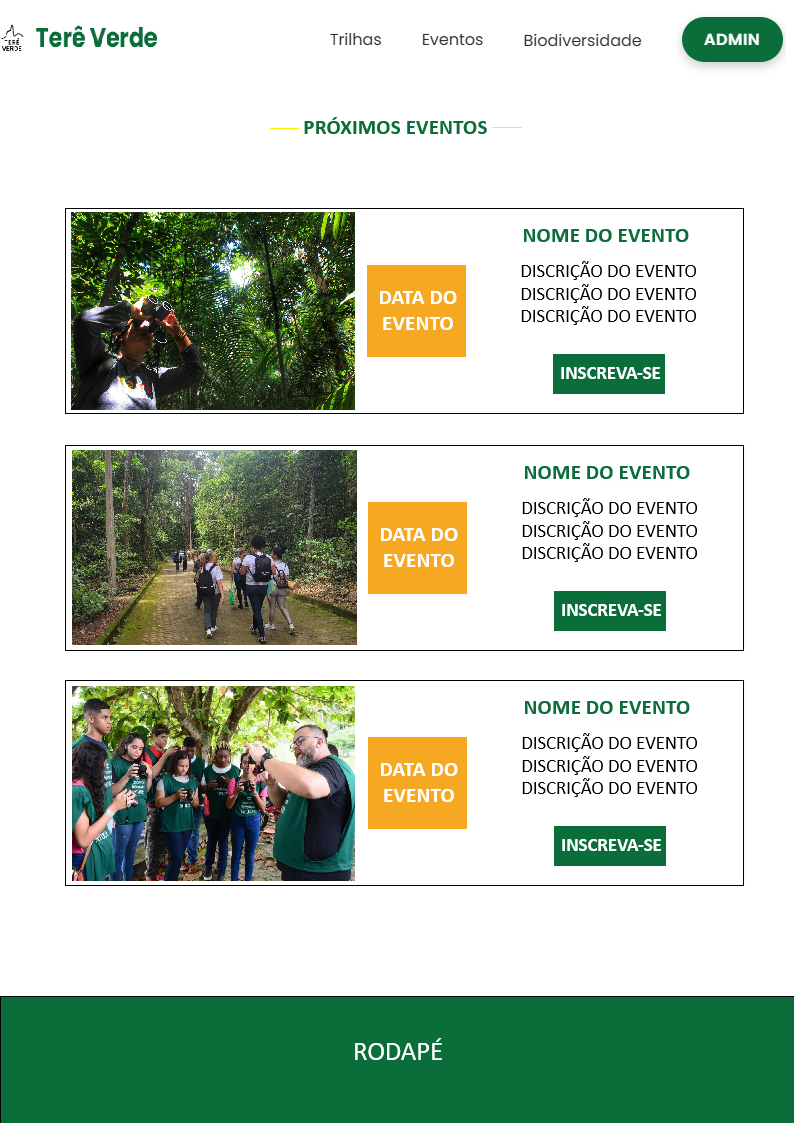 TERÊ
VERDE
Terê Verde
Trilhas
Eventos
Biodiversidade
ADMIN
PRÓXIMOS EVENTOS
DATA DO
EVENTO
NOME DO EVENTO
DISCRIÇÃO DO EVENTO
DISCRIÇÃO DO EVENTO
DISCRIÇÃO DO EVENTO
INSCREVA-SE
DATA DO
EVENTO
NOME DO EVENTO
DISCRIÇÃO DO EVENTO
DISCRIÇÃO DO EVENTO
DISCRIÇÃO DO EVENTO
INSCREVA-SE
DATA DO
EVENTO
NOME DO EVENTO
DISCRIÇÃO DO EVENTO
DISCRIÇÃO DO EVENTO
DISCRIÇÃO DO EVENTO
INSCREVA-SE
RODAPÉ